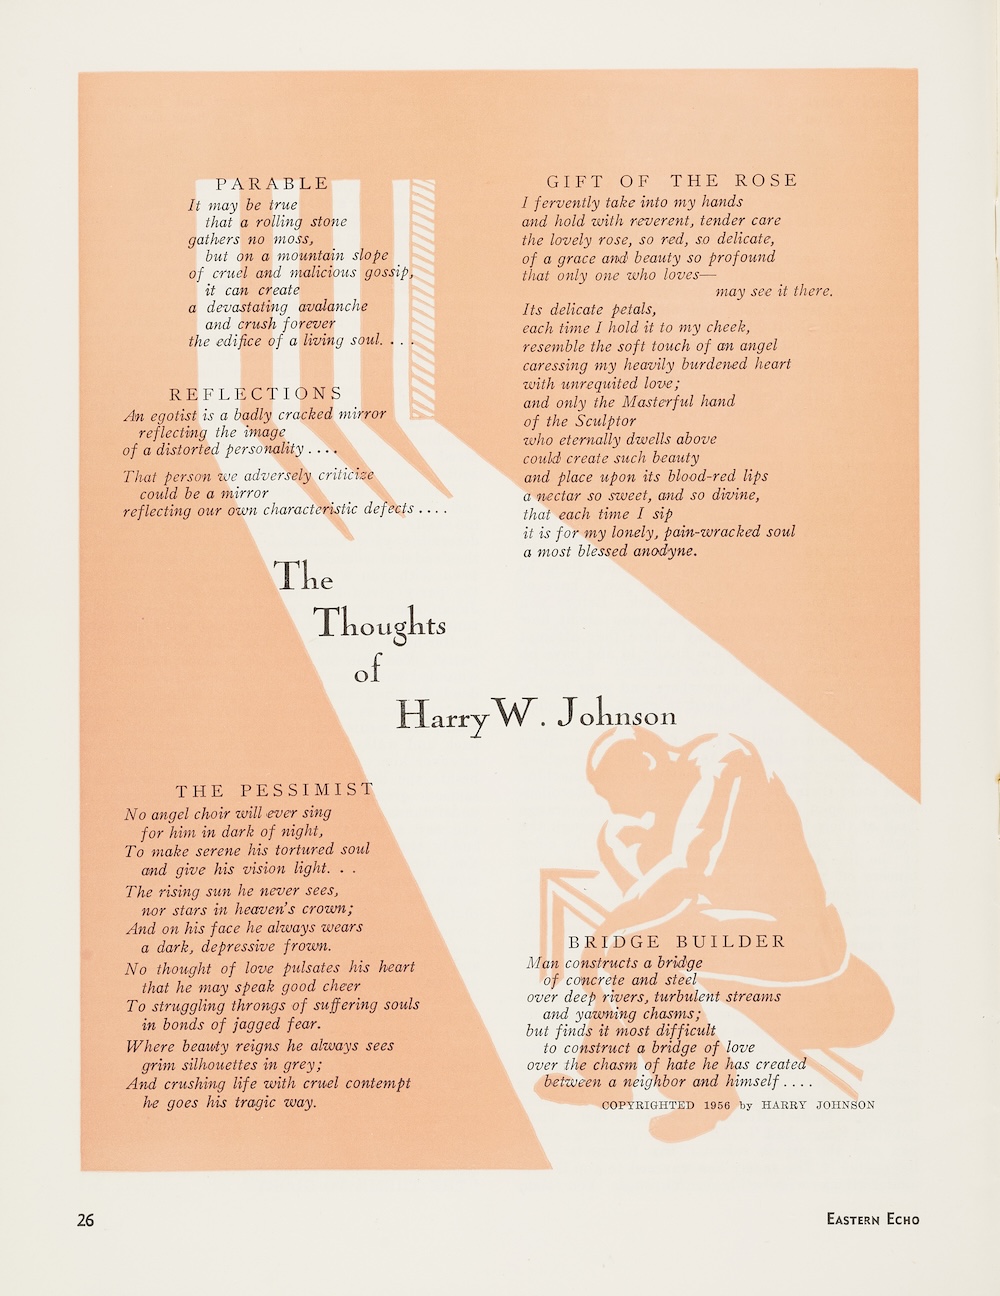 PARABLE
It may be true
that a rolling stone
gathers no moss,
but on a mountain slope
of cruel and malicious gossip,
it can create
a devastating avalanche
and crush forever
the edifice of a living soul. . . .
REFLECTIONS
An egotist is a badly cracked mirror
reflecting the image
of a distorted personality . . . .
That person we adversely criticize
could be a mirror
reflecting our own characteristic defects . . . .
GIFT OF THE ROSE
I fervently take into my hands
and hold with reverent, tender care
the lovely rose, so red, so delicate,
of a grace and beauty so profound
that only one who loves—
may see it there.
Its delicate petals,
each time I hold it to my cheek,
resemble the soft touch of an angel
caressing my heavily burdened heart
with unrequited love;
and only the Masterful hand
of the Sculptor
who eternally dwells above
could create such beauty
and place upon its blood-red lips
a nectar so sweet, and so divine,
that each time I sip
it is for my lonely, pain-wracked soul
a most blessed anodyne.
The
Thoughts
of
Harry W. Johnson
THE PESSIMIST
No angel choir will ever sing
for him in dark of night,
To make serene his tortured soul
and give his vision light. . .
The rising sun he never sees,
nor stars in heaven's crown;
And on his face he always wears
a dark, depressive frown.
No thought of love pulsates his heart
that he may speak good cheer
To struggling throngs of suffering souls
in bonds of jagged fear.
Where beauty reigns he always sees
grim silhouettes in grey;
And crushing life with cruel contempt
he goes his tragic way.
BRIDGE BUILDER
Man constructs a bridge
of concrete and steel
over deep rivers, turbulent streams
and yawning chasms;
but finds it most difficult
to construct a bridge of love
over the chasm of hate he has created
between a neighbor and himself . . . .
COPYRIGHTED 1956 by HARRY JOHNSON
26
EASTERN ECHO